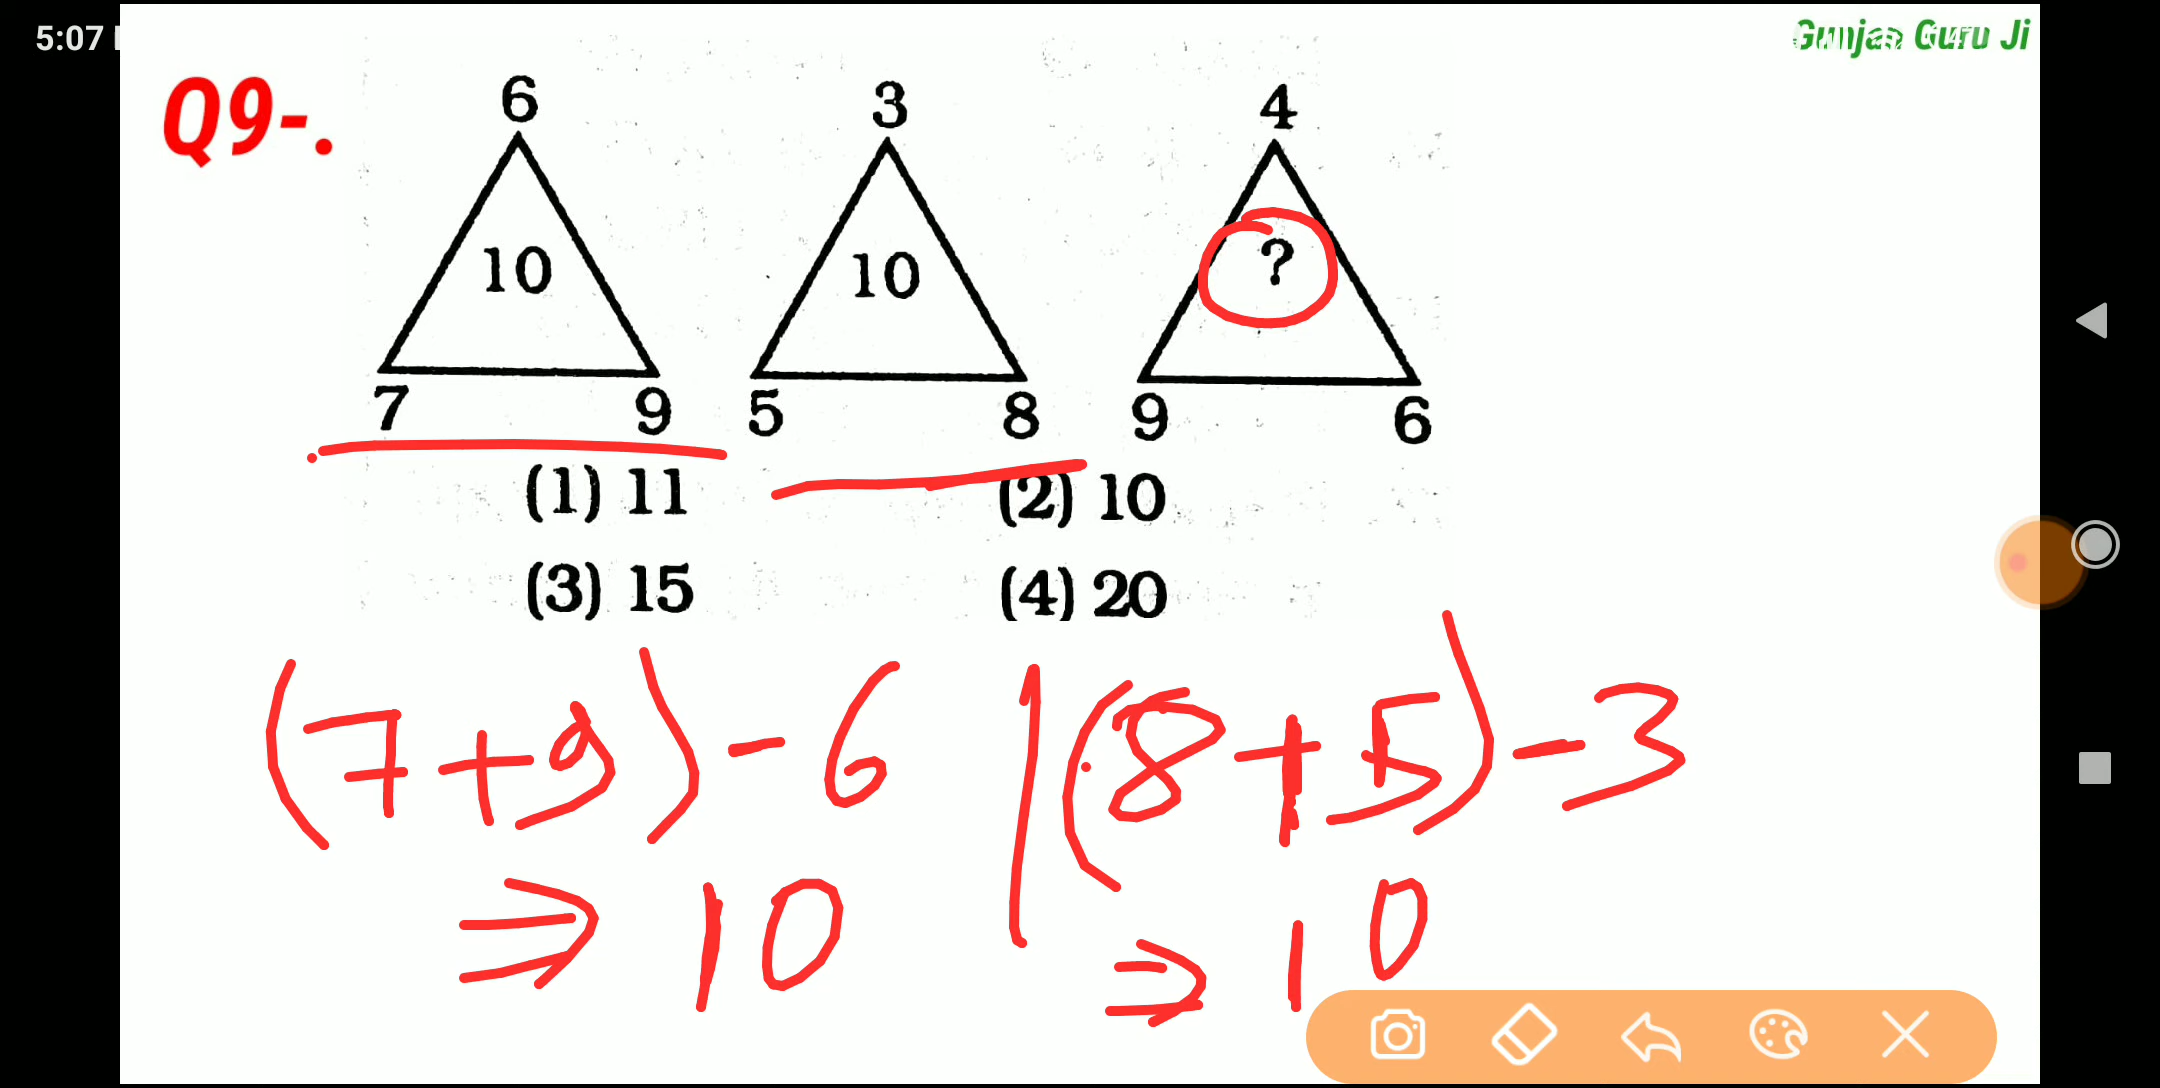 5:07
Gunjas Guru Ji
Q9-.
6 3 4
10 10 ?
7 9 5 8 9 6
(1) 11 (2) 10
(3) 15 (4) 20
(7+9)-6 | (8+5)-3
⇒ 10 ⇒ 10